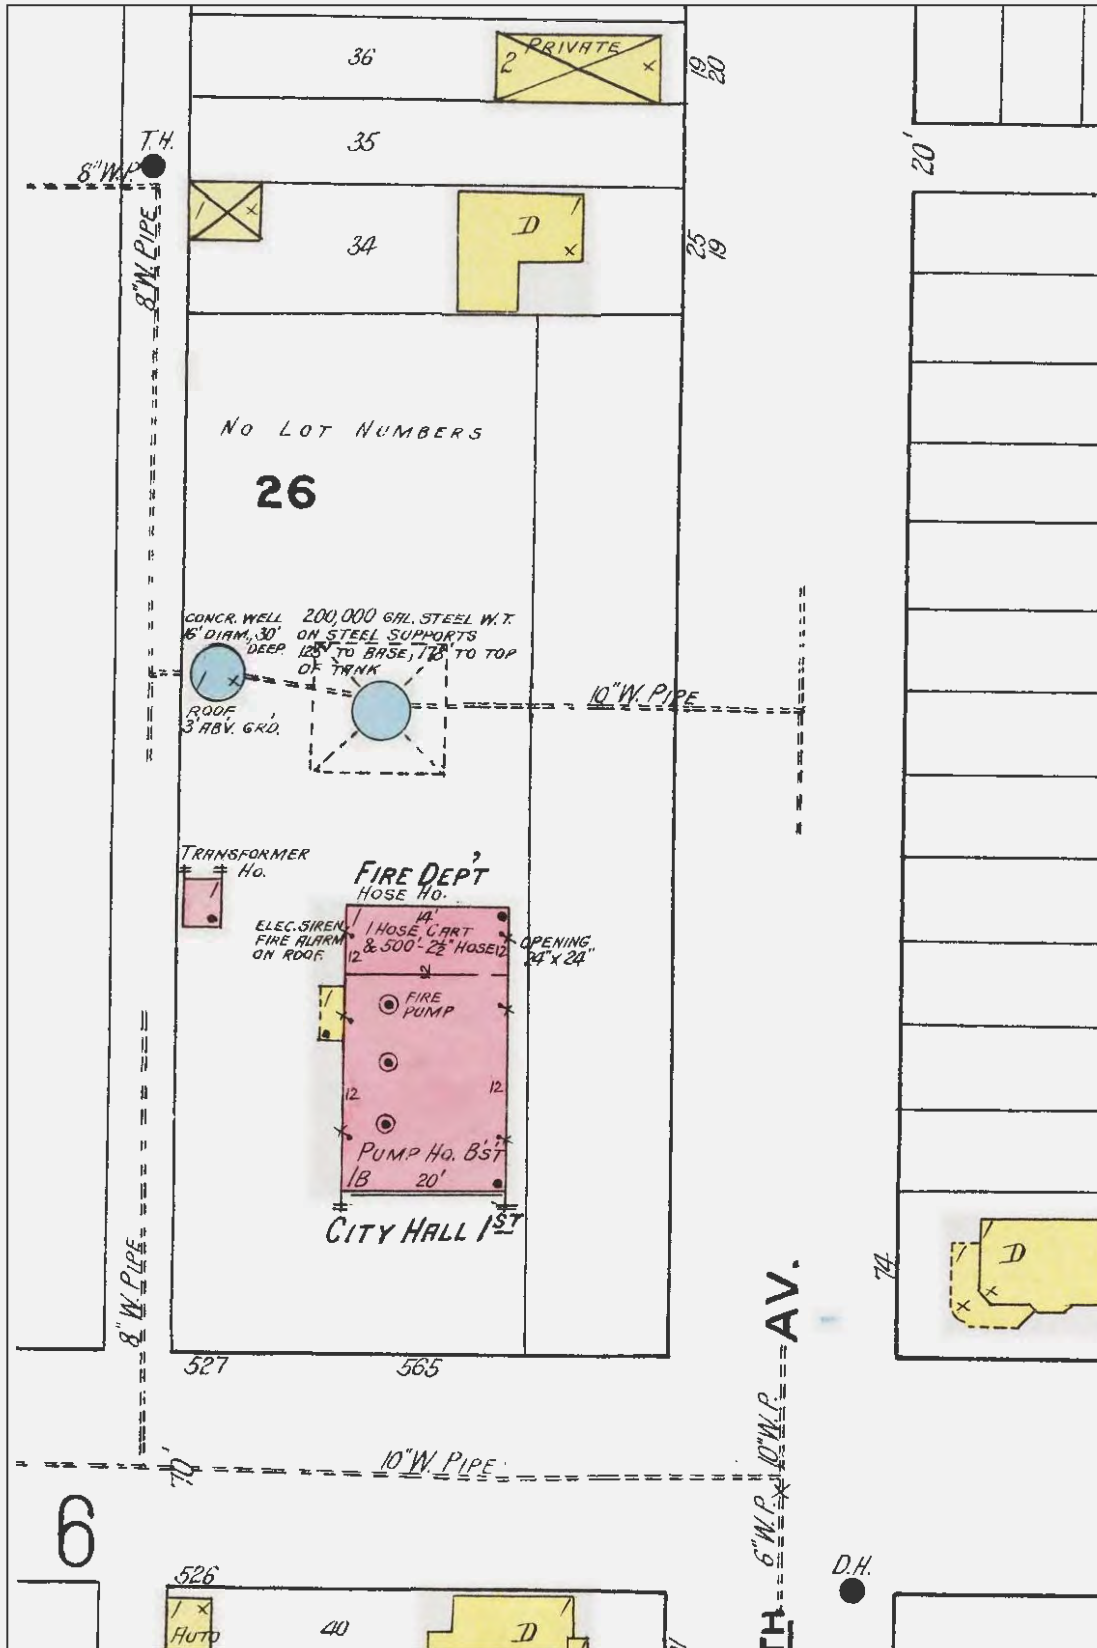 36
2 PRIVATE x
19
20
T.H.
35
8" W.P.
20'
/ x
34
D / x
25
19
8" W. PIPE
NO LOT NUMBERS
26
CONCR. WELL
16' DIAM., 30'
DEEP.
200,000 GAL. STEEL W.T.
ON STEEL SUPPORTS
125' TO BASE, 178' TO TOP
OF TANK
/ x
ROOF
3' ABV. GRD.
10" W. PIPE
TRANSFORMER
HO.
/
FIRE DEP'T
HOSE HO.
/ 14'
1 HOSE CART
& 500'- 2½" HOSE
12 12
12
ELEC. SIREN
FIRE ALARM
ON ROOF.
OPENING
24" x 24"
/
FIRE
PUMP
12 12
PUMP HO. B'S'T
1B 20'
CITY HALL 1ST
8" W. PIPE
74
/ D
x x
AV.
527 565
10" W.P.
10" W. PIPE
70'
6" W.P.
6
D.H.
526
/ x
AUTO
40
D /
TH